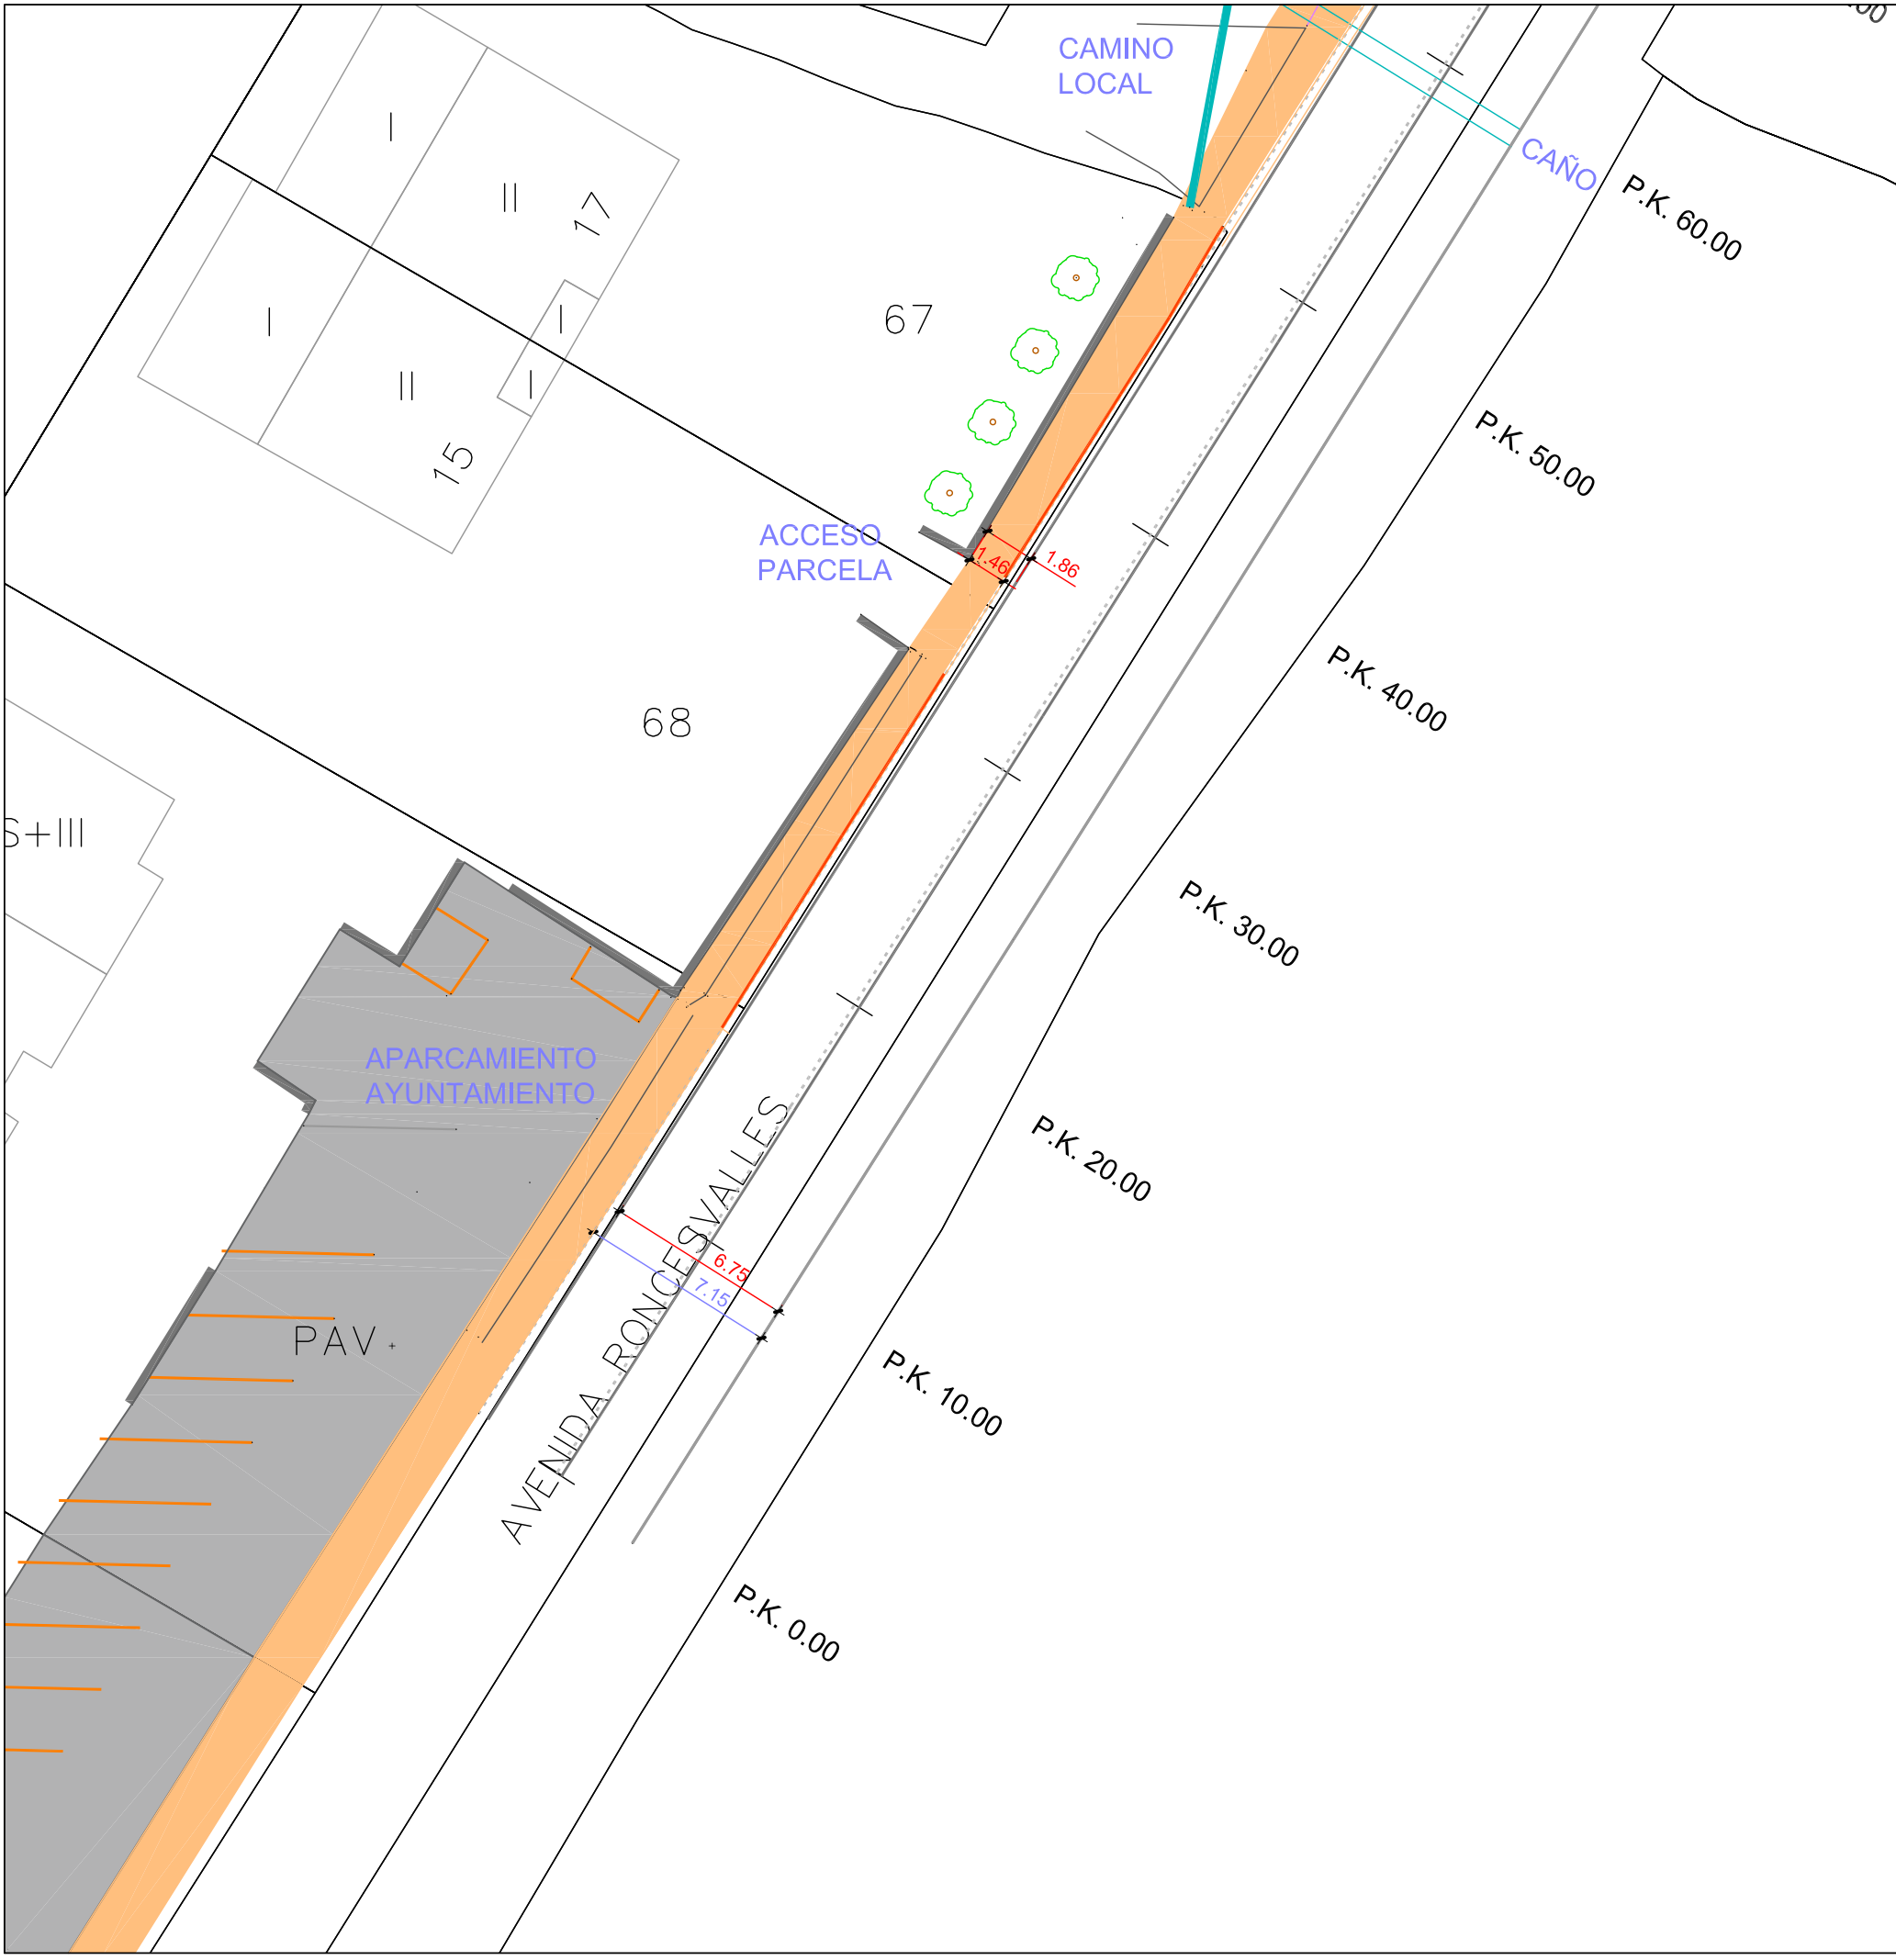 CAMINO
LOCAL
CAÑO
P.K. 60.00
I
II
17
I
I
II
I
15
67
P.K. 50.00
ACCESO
PARCELA
1.46
1.86
P.K. 40.00
68
S+III
P.K. 30.00
APARCAMIENTO
AYUNTAMIENTO
P.K. 20.00
AVENIDA RONCESVALLES
6.75
7.15
PAV.
P.K. 10.00
P.K. 0.00